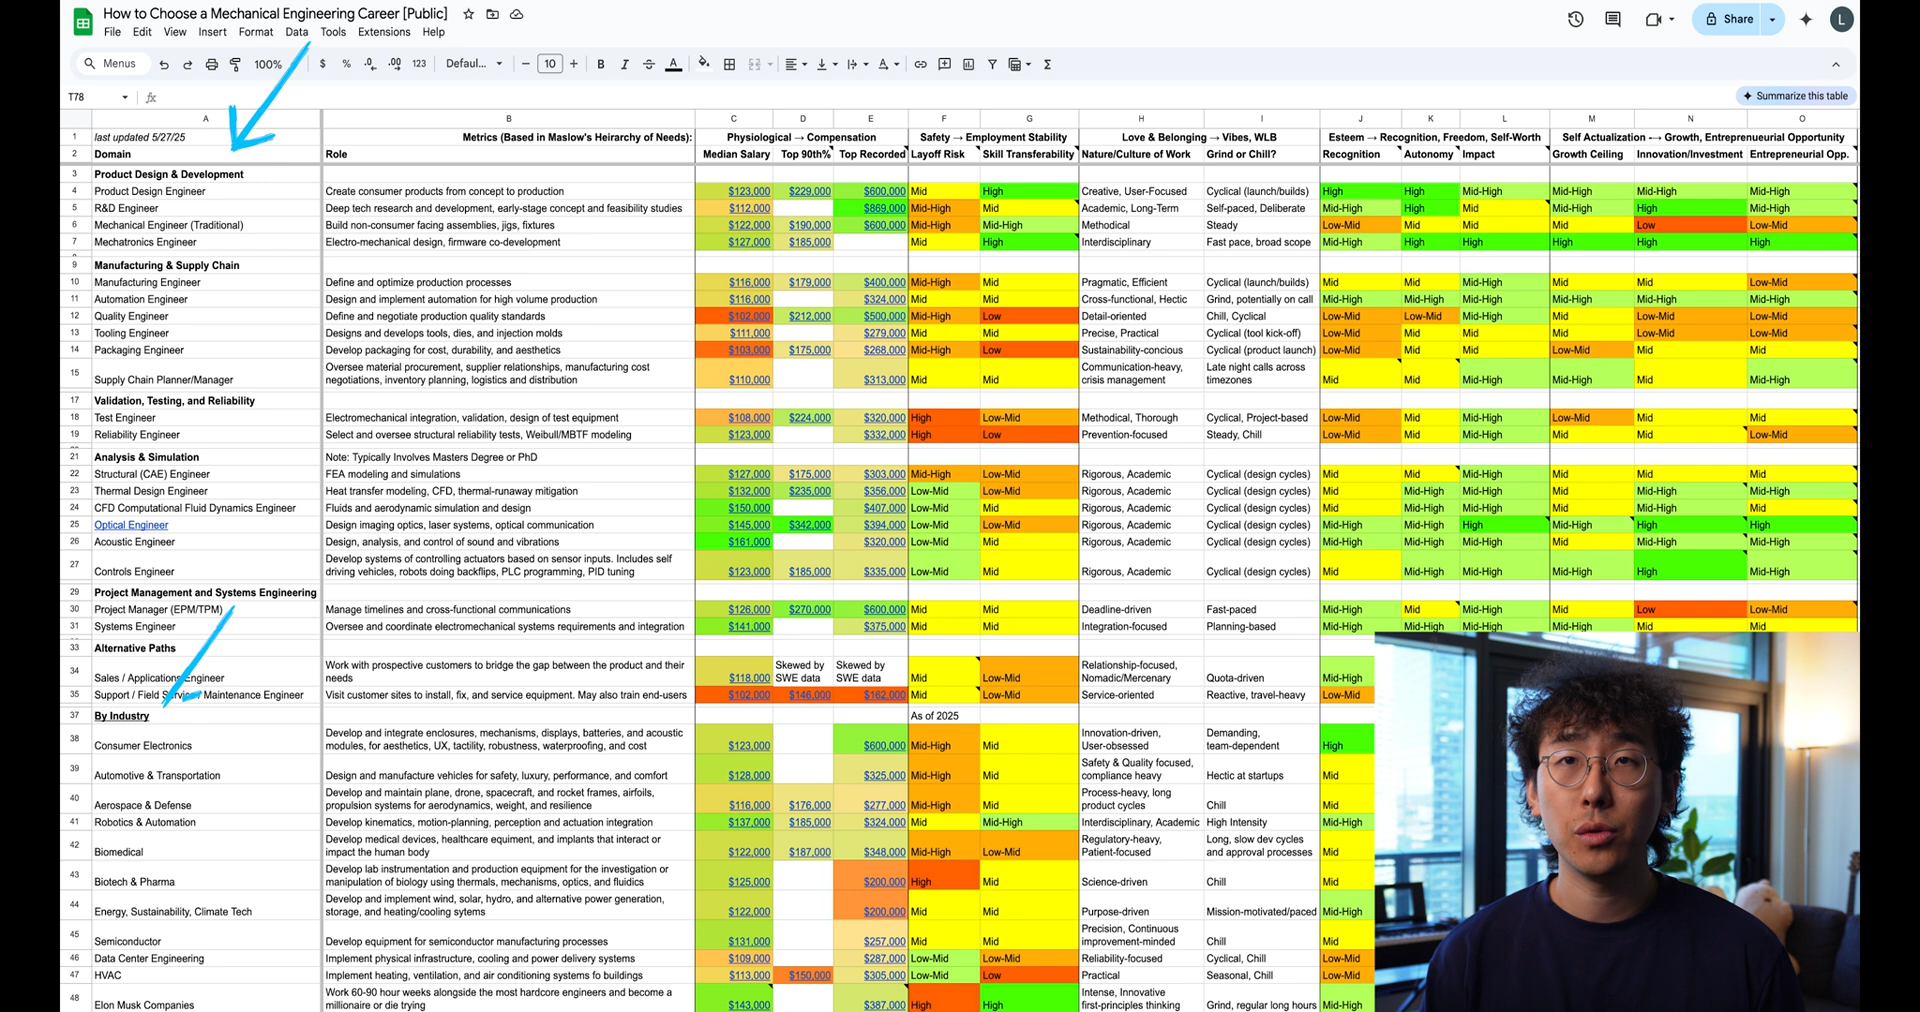 How to Choose a Mechanical Engineering Career [Public]
File Edit View Insert Format Data Tools Extensions Help
Share
L
Menus 100% $ % .0 .00 123 Defaul... − 10 + B I A Σ
T78 fx
Summarize this table
A B C D E F G H I J K L M N O
1 last updated 5/27/25 Metrics (Based in Maslow's Heirarchy of Needs): Physiological → Compensation Safety → Employment Stability Love & Belonging → Vibes, WLB Esteem → Recognition, Freedom, Self-Worth Self Actualization --> Growth, Entrepreneurial Opportunity
2 Domain Role Median Salary Top 90th% Top Recorded Layoff Risk Skill Transferability Nature/Culture of Work Grind or Chill? Recognition Autonomy Impact Growth Ceiling Innovation/Investment Entrepreneurial Opp.
3 Product Design & Development
4 Product Design Engineer Create consumer products from concept to production $123,000 $229,000 $600,000 Mid High Creative, User-Focused Cyclical (launch/builds) High High Mid-High Mid-High Mid-High Mid-High
5 R&D Engineer Deep tech research and development, early-stage concept and feasibility studies $112,000 $869,000 Mid-High Mid Academic, Long-Term Self-paced, Deliberate Mid-High High Mid Mid-High High Mid-High
6 Mechanical Engineer (Traditional) Build non-consumer facing assemblies, jigs, fixtures $122,000 $190,000 $600,000 Mid-High Mid-High Methodical Steady Low-Mid Mid Mid Mid Low Low-Mid
7 Mechatronics Engineer Electro-mechanical design, firmware co-development $127,000 $185,000 Mid High Interdisciplinary Fast pace, broad scope Mid-High High High High High High
9 Manufacturing & Supply Chain
10 Manufacturing Engineer Define and optimize production processes $116,000 $179,000 $400,000 Mid-High Mid Pragmatic, Efficient Cyclical (launch/builds) Mid Mid Mid-High Mid Mid Low-Mid
11 Automation Engineer Design and implement automation for high volume production $116,000 $324,000 Mid Mid Cross-functional, Hectic Grind, potentially on call Mid-High Mid-High Mid-High Mid-High Mid-High Mid-High
12 Quality Engineer Define and negotiate production quality standards $102,000 $212,000 $500,000 Mid-High Low Detail-oriented Chill, Cyclical Low-Mid Low-Mid Mid-High Mid Low-Mid Low-Mid
13 Tooling Engineer Designs and develops tools, dies, and injection molds $111,000 $279,000 Mid Mid Precise, Practical Cyclical (tool kick-off) Low-Mid Mid Mid Mid Low-Mid Low-Mid
14 Packaging Engineer Develop packaging for cost, durability, and aesthetics $103,000 $175,000 $268,000 Mid-High Low Sustainability-concious Cyclical (product launch) Low-Mid Mid Mid Low-Mid Mid Mid
15 Oversee material procurement, supplier relationships, manufacturing cost Communication-heavy, Late night calls across
Supply Chain Planner/Manager negotiations, inventory planning, logistics and distribution $110,000 $313,000 Mid Mid crisis management timezones Mid Mid Mid-High Mid-High Mid Mid-High
17 Validation, Testing, and Reliability
18 Test Engineer Electromechanical integration, validation, design of test equipment $108,000 $224,000 $320,000 High Low-Mid Methodical, Thorough Cyclical, Project-based Low-Mid Mid Mid-High Low-Mid Mid Mid
19 Reliability Engineer Select and oversee structural reliability tests, Weibull/MBTF modeling $123,000 $332,000 High Low Prevention-focused Steady, Chill Low-Mid Mid Mid-High Mid Mid Low-Mid
21 Analysis & Simulation Note: Typically Involves Masters Degree or PhD
22 Structural (CAE) Engineer FEA modeling and simulations $127,000 $175,000 $303,000 Mid-High Low-Mid Rigorous, Academic Cyclical (design cycles) Mid Mid Mid-High Mid Mid Mid
23 Thermal Design Engineer Heat transfer modeling, CFD, thermal-runaway mitigation $132,000 $235,000 $356,000 Low-Mid Low-Mid Rigorous, Academic Cyclical (design cycles) Mid Mid-High Mid-High Mid Mid-High Mid-High
24 CFD Computational Fluid Dynamics Engineer Fluids and aerodynamic simulation and design $150,000 $407,000 Low-Mid Mid Rigorous, Academic Cyclical (design cycles) Mid Mid-High Mid-High Mid Mid Mid
25 Optical Engineer Design imaging optics, laser systems, optical communication $145,000 $342,000 $394,000 Low-Mid Low-Mid Rigorous, Academic Cyclical (design cycles) Mid-High Mid-High High Mid-High High High
26 Acoustic Engineer Design, analysis, and control of sound and vibrations $161,000 $320,000 Low-Mid Mid Rigorous, Academic Cyclical (design cycles) Mid-High Mid-High Mid-High Mid Mid-High Mid-High
27 Develop systems of controlling actuators based on sensor inputs. Includes self
Controls Engineer driving vehicles, robots doing backflips, PLC programming, PID tuning $123,000 $185,000 $335,000 Low-Mid Mid Rigorous, Academic Cyclical (design cycles) Mid Mid-High Mid-High Mid-High High Mid-High
29 Project Management and Systems Engineering
30 Project Manager (EPM/TPM) Manage timelines and cross-functional communications $126,000 $270,000 $600,000 Mid Mid Deadline-driven Fast-paced Mid-High Mid Mid-High Mid Low Low-Mid
31 Systems Engineer Oversee and coordinate electromechanical systems requirements and integration $141,000 $375,000 Mid Mid Integration-focused Planning-based Mid-High Mid-High Mid-High Mid-High Mid Mid
33 Alternative Paths
34 Work with prospective customers to bridge the gap between the product and their Skewed by Skewed by Relationship-focused,
Sales / Applications Engineer needs $118,000 SWE data SWE data Mid Low-Mid Nomadic/Mercenary Quota-driven Mid-High
35 Support / Field Service / Maintenance Engineer Visit customer sites to install, fix, and service equipment. May also train end-users $102,000 $146,000 $162,000 Mid Low-Mid Service-oriented Reactive, travel-heavy Low-Mid
37 By Industry As of 2025
38 Develop and integrate enclosures, mechanisms, displays, batteries, and acoustic Innovation-driven, Demanding,
Consumer Electronics modules, for aesthetics, UX, tactility, robustness, waterproofing, and cost $123,000 $600,000 Mid-High Mid User-obsessed team-dependent High
39 Safety & Quality focused,
Automotive & Transportation Design and manufacture vehicles for safety, luxury, performance, and comfort $128,000 $325,000 Mid-High Mid compliance heavy Hectic at startups Mid
40 Develop and maintain plane, drone, spacecraft, and rocket frames, airfoils, Process-heavy, long
Aerospace & Defense propulsion systems for aerodynamics, weight, and resilience $116,000 $176,000 $277,000 Mid-High Mid product cycles Chill Mid
41 Robotics & Automation Develop kinematics, motion-planning, perception and actuation integration $137,000 $185,000 $324,000 Mid Mid-High Interdisciplinary, Academic High Intensity Mid-High
42 Develop medical devices, healthcare equiment, and implants that interact or Regulatory-heavy, Long, slow dev cycles
Biomedical impact the human body $122,000 $187,000 $348,000 Mid-High Low-Mid Patient-focused and approval processes Mid
43 Develop lab instrumentation and production equipment for the investigation or
Biotech & Pharma manipulation of biology using thermals, mechanisms, optics, and fluidics $125,000 $200,000 High Mid Science-driven Chill Mid
44 Develop and implement wind, solar, hydro, and alternative power generation,
Energy, Sustainability, Climate Tech storage, and heating/cooling sytems $122,000 $200,000 Mid Mid Purpose-driven Mission-motivated/paced Mid-High
45 Precision, Continuous
Semiconductor Develop equipment for semiconductor manufacturing processes $131,000 $257,000 Mid Mid improvement-minded Chill Mid
46 Data Center Engineering Implement physical infrastructure, cooling and power delivery systems $109,000 $287,000 Low-Mid Low-Mid Reliability-focused Cyclical, Chill Low-Mid
47 HVAC Implement heating, ventilation, and air conditioning systems fo buildings $113,000 $150,000 $305,000 Low-Mid Low Practical Seasonal, Chill Low-Mid
48 Work 60-90 hour weeks alongside the most hardcore engineers and become a Intense, Innovative
Elon Musk Companies millionaire or die trying $143,000 $387,000 High High first-principles thinking Grind, regular long hours Mid-High